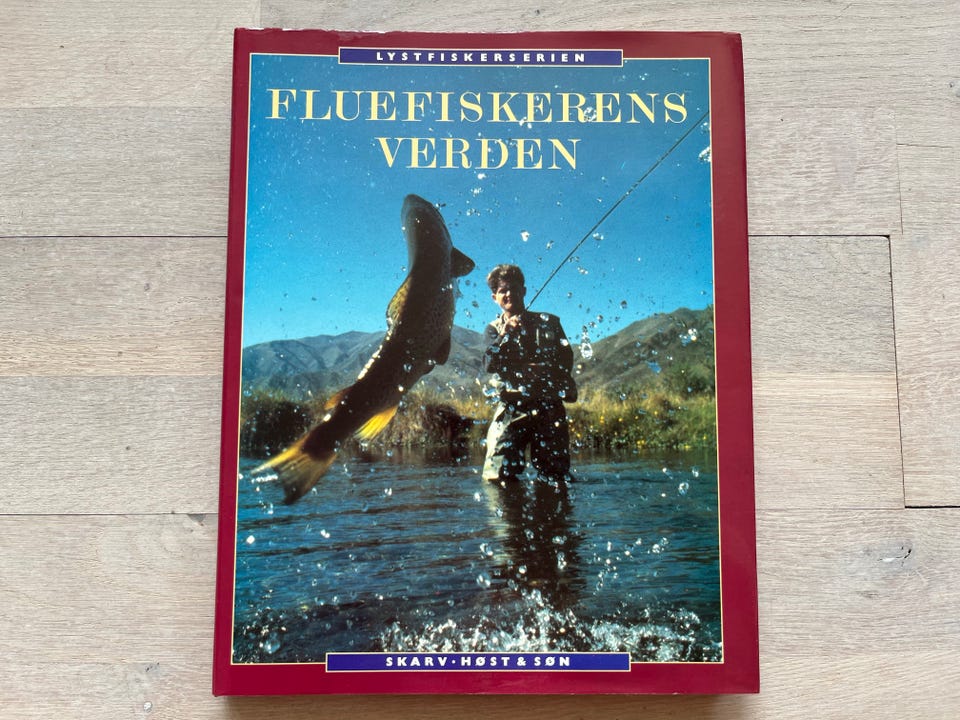 LYSTFISKERSERIEN
FLUEFISKERENS
VERDEN
SKARV·HØST & SØN